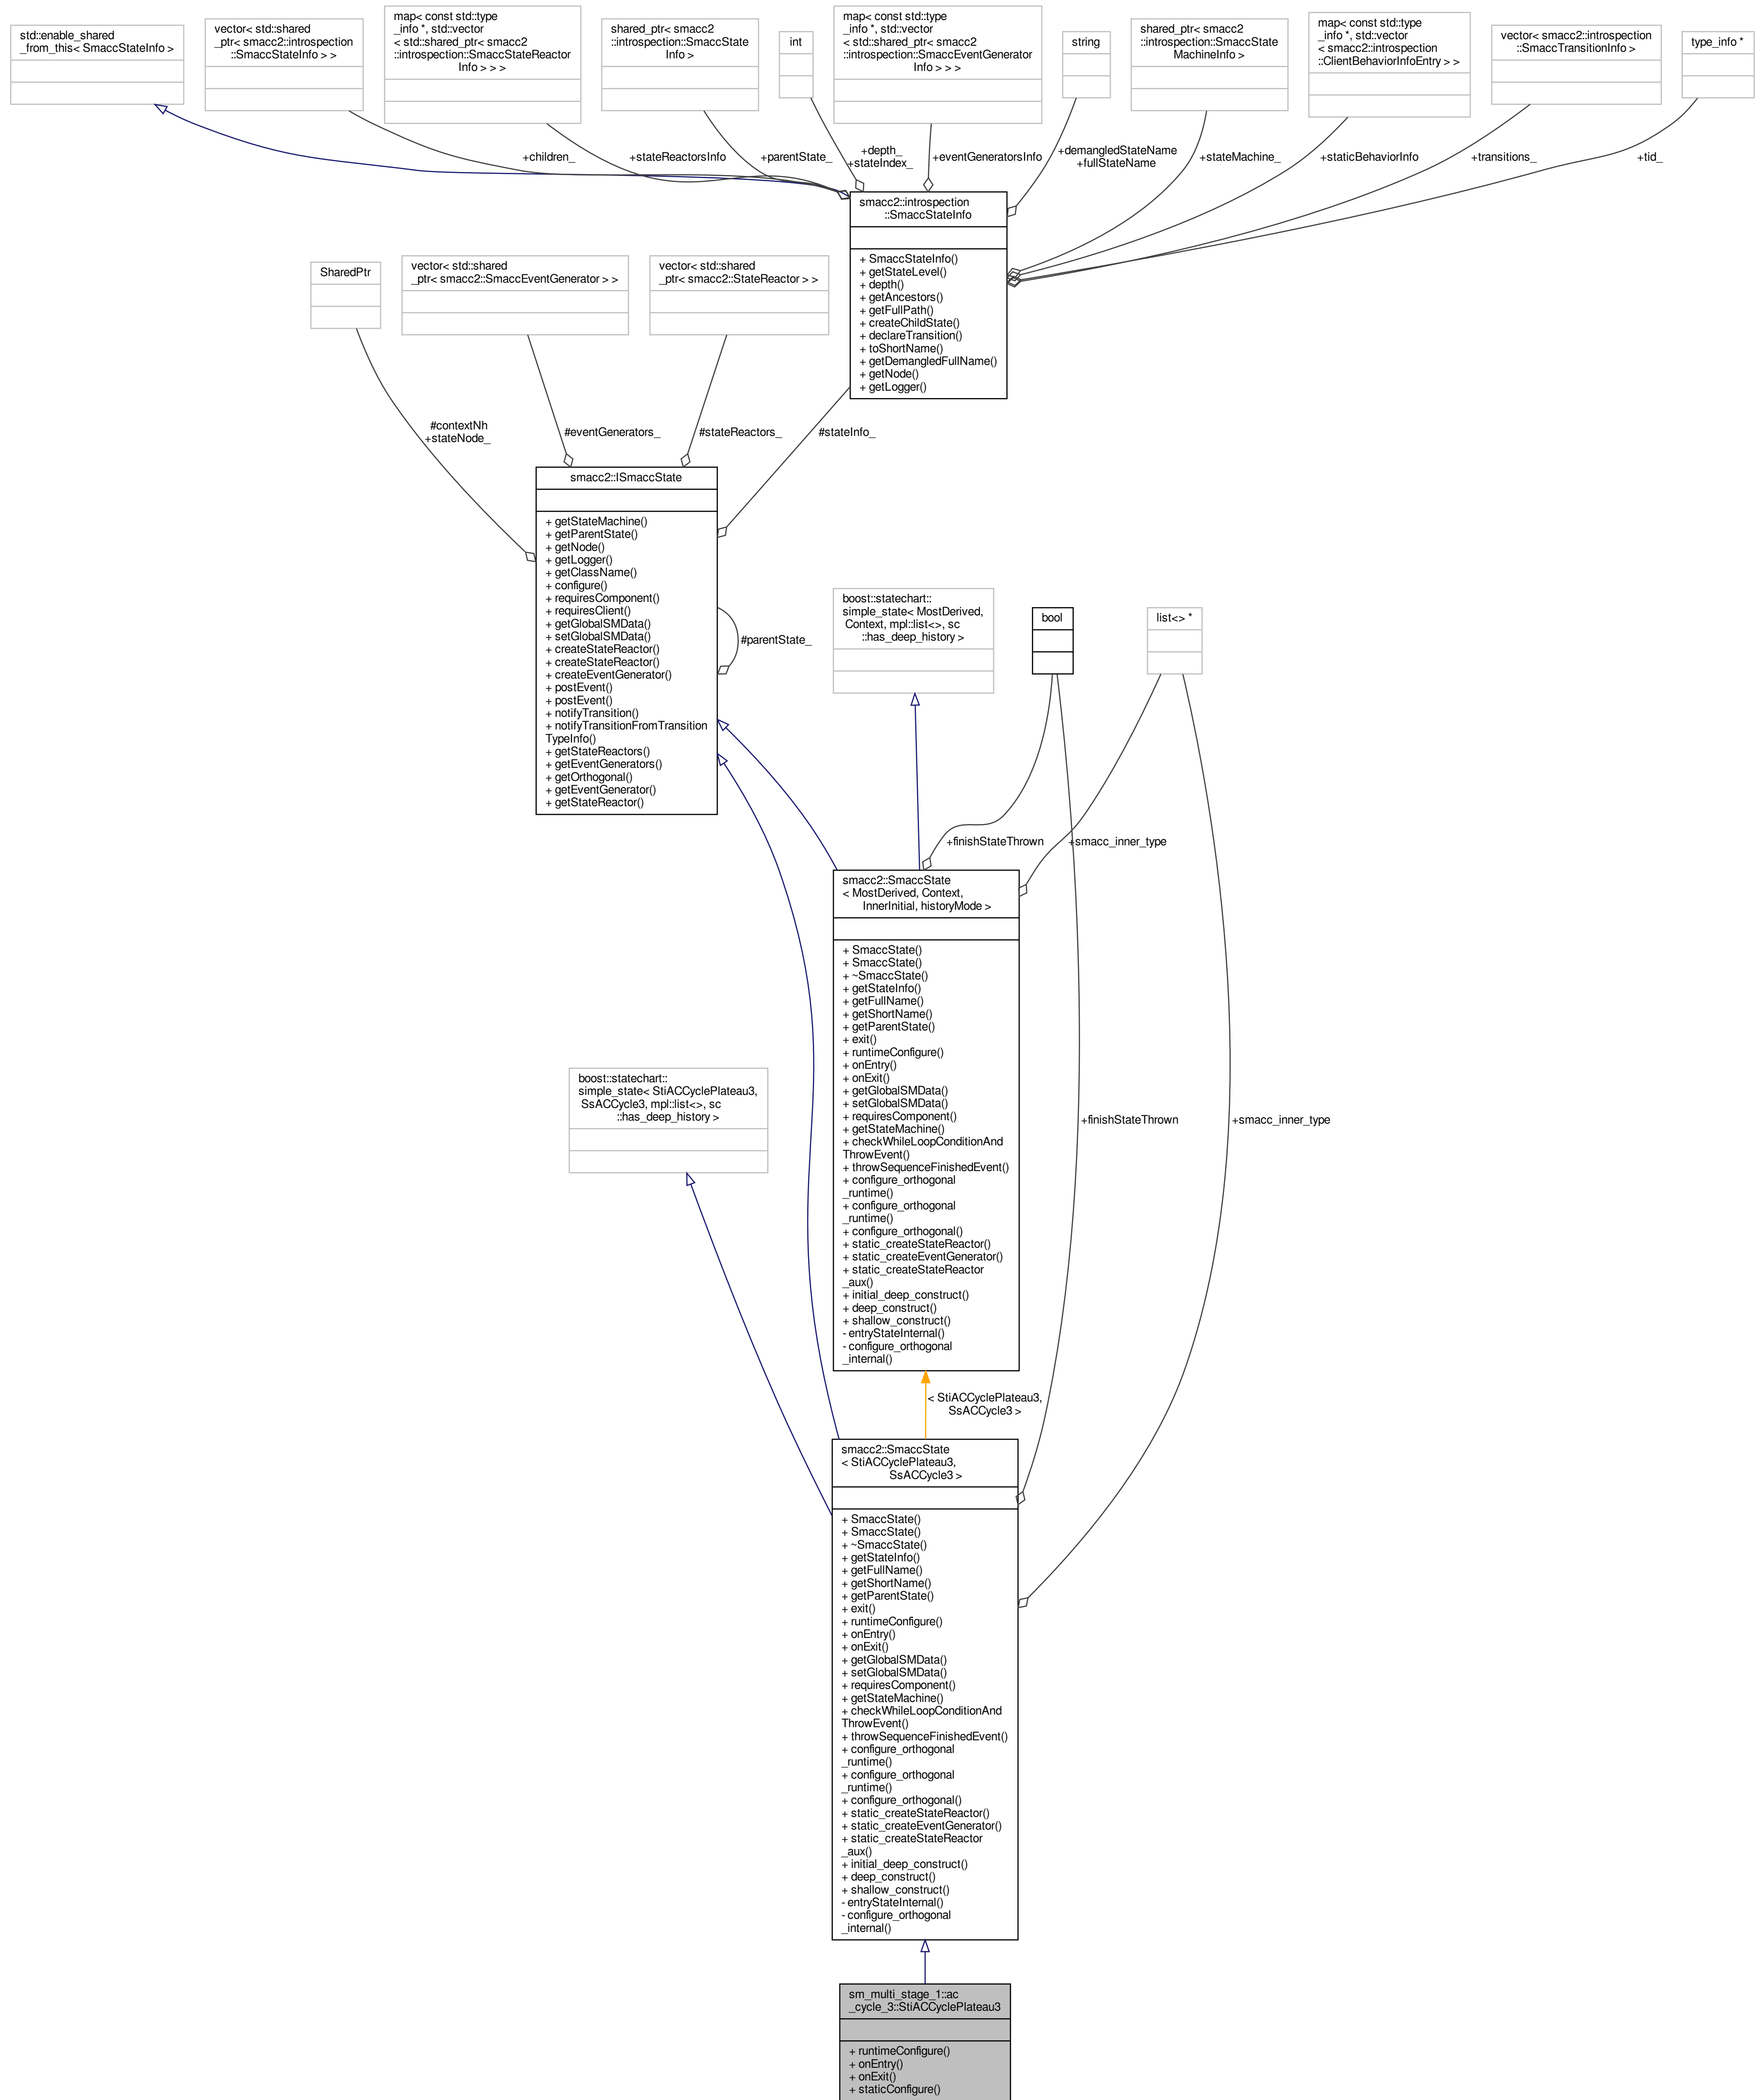 std::enable_shared
_from_this< SmaccStateInfo >
vector< std::shared
_ptr< smacc2::introspection
::SmaccStateInfo > >
map< const std::type
_info *, std::vector
< std::shared_ptr< smacc2
::introspection::SmaccStateReactor
Info > > >
shared_ptr< smacc2
::introspection::SmaccState
Info >
int
map< const std::type
_info *, std::vector
< std::shared_ptr< smacc2
::introspection::SmaccEventGenerator
Info > > >
string
shared_ptr< smacc2
::introspection::SmaccState
MachineInfo >
map< const std::type
_info *, std::vector
< smacc2::introspection
::ClientBehaviorInfoEntry > >
vector< smacc2::introspection
::SmaccTransitionInfo >
type_info *
+children_
+stateReactorsInfo
+parentState_
+depth_
+stateIndex_
+eventGeneratorsInfo
+demangledStateName
+fullStateName
+stateMachine_
+staticBehaviorInfo
+transitions_
+tid_
smacc2::introspection
::SmaccStateInfo
+ SmaccStateInfo()
+ getStateLevel()
+ depth()
+ getAncestors()
+ getFullPath()
+ createChildState()
+ declareTransition()
+ toShortName()
+ getDemangledFullName()
+ getNode()
+ getLogger()
SharedPtr
vector< std::shared
_ptr< smacc2::SmaccEventGenerator > >
vector< std::shared
_ptr< smacc2::StateReactor > >
#contextNh
+stateNode_
#eventGenerators_
#stateReactors_
#stateInfo_
smacc2::ISmaccState
+ getStateMachine()
+ getParentState()
+ getNode()
+ getLogger()
+ getClassName()
+ configure()
+ requiresComponent()
+ requiresClient()
+ getGlobalSMData()
+ setGlobalSMData()
+ createStateReactor()
+ createStateReactor()
+ createEventGenerator()
+ postEvent()
+ postEvent()
+ notifyTransition()
+ notifyTransitionFromTransition
TypeInfo()
+ getStateReactors()
+ getEventGenerators()
+ getOrthogonal()
+ getEventGenerator()
+ getStateReactor()
#parentState_
boost::statechart::
simple_state< MostDerived,
Context, mpl::list<>, sc
::has_deep_history >
bool
list<> *
+finishStateThrown
+smacc_inner_type
smacc2::SmaccState
< MostDerived, Context,
InnerInitial, historyMode >
+ SmaccState()
+ SmaccState()
+ ~SmaccState()
+ getStateInfo()
+ getFullName()
+ getShortName()
+ getParentState()
+ exit()
+ runtimeConfigure()
+ onEntry()
+ onExit()
+ getGlobalSMData()
+ setGlobalSMData()
+ requiresComponent()
+ getStateMachine()
+ checkWhileLoopConditionAnd
ThrowEvent()
+ throwSequenceFinishedEvent()
+ configure_orthogonal
_runtime()
+ configure_orthogonal
_runtime()
+ configure_orthogonal()
+ static_createStateReactor()
+ static_createEventGenerator()
+ static_createStateReactor
_aux()
+ initial_deep_construct()
+ deep_construct()
+ shallow_construct()
- entryStateInternal()
- configure_orthogonal
_internal()
boost::statechart::
simple_state< StiACCyclePlateau3,
SsACCycle3, mpl::list<>, sc
::has_deep_history >
+finishStateThrown
+smacc_inner_type
< StiACCyclePlateau3,
SsACCycle3 >
smacc2::SmaccState
< StiACCyclePlateau3,
SsACCycle3 >
+ SmaccState()
+ SmaccState()
+ ~SmaccState()
+ getStateInfo()
+ getFullName()
+ getShortName()
+ getParentState()
+ exit()
+ runtimeConfigure()
+ onEntry()
+ onExit()
+ getGlobalSMData()
+ setGlobalSMData()
+ requiresComponent()
+ getStateMachine()
+ checkWhileLoopConditionAnd
ThrowEvent()
+ throwSequenceFinishedEvent()
+ configure_orthogonal
_runtime()
+ configure_orthogonal
_runtime()
+ configure_orthogonal()
+ static_createStateReactor()
+ static_createEventGenerator()
+ static_createStateReactor
_aux()
+ initial_deep_construct()
+ deep_construct()
+ shallow_construct()
- entryStateInternal()
- configure_orthogonal
_internal()
sm_multi_stage_1::ac
_cycle_3::StiACCyclePlateau3
+ runtimeConfigure()
+ onEntry()
+ onExit()
+ staticConfigure()